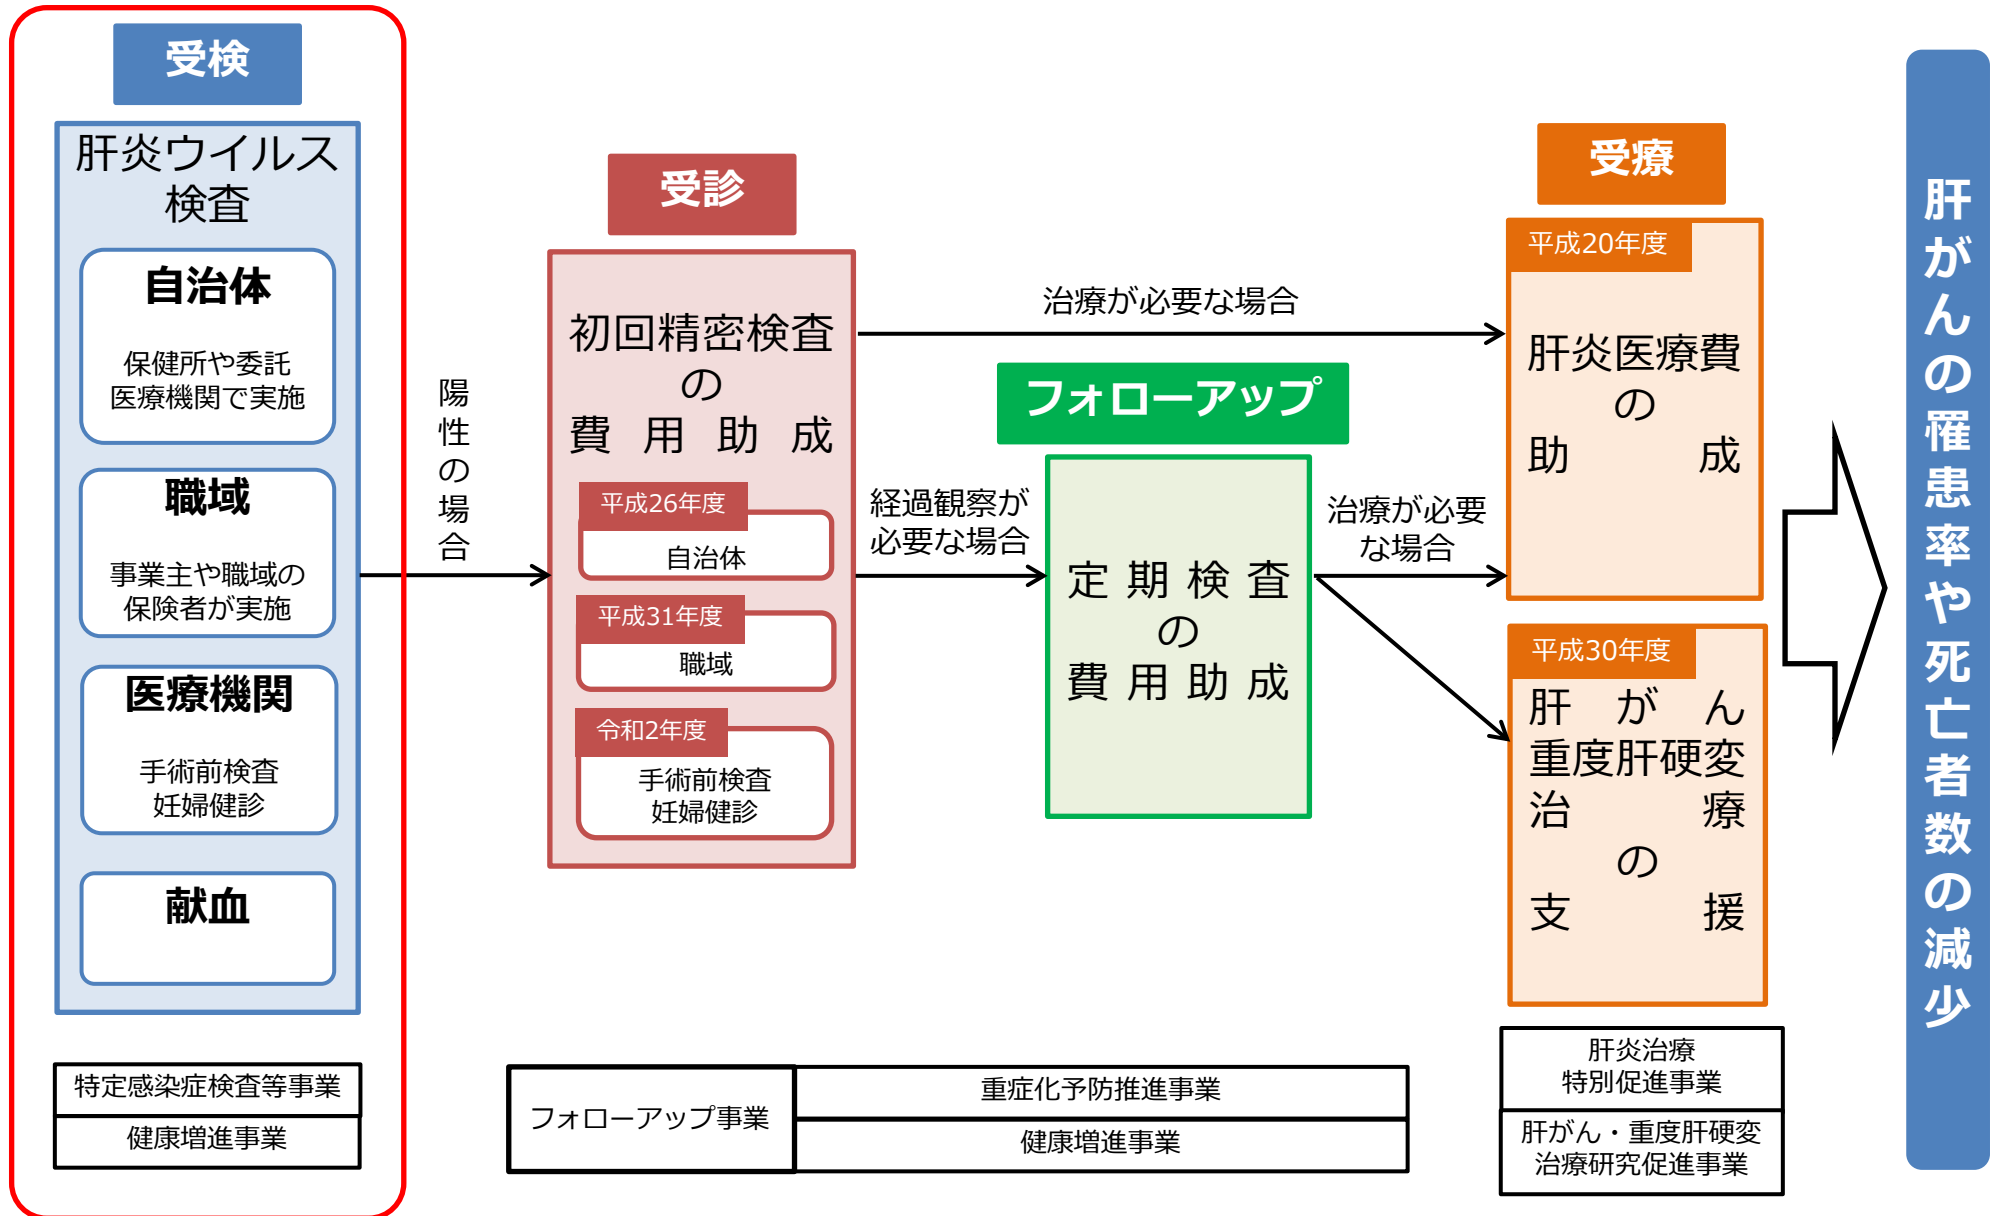 受検
肝炎ウイルス
検査
自治体
保健所や委託
医療機関で実施
職域
事業主や職域の
保険者が実施
医療機関
手術前検査
妊婦健診
献血
特定感染症検査等事業
健康増進事業
陽性の場合
受診
初回精密検査
の
費用助成
平成26年度
自治体
平成31年度
職域
令和2年度
手術前検査
妊婦健診
治療が必要な場合
経過観察が
必要な場合
フォローアップ
定期検査
の
費用助成
治療が必要
な場合
フォローアップ事業
重症化予防推進事業
健康増進事業
受療
平成20年度
肝炎医療費
の
助成
平成30年度
肝がん
重度肝硬変
治療
の
支援
肝炎治療
特別促進事業
肝がん・重度肝硬変
治療研究促進事業
肝がんの罹患率や死亡者数の減少